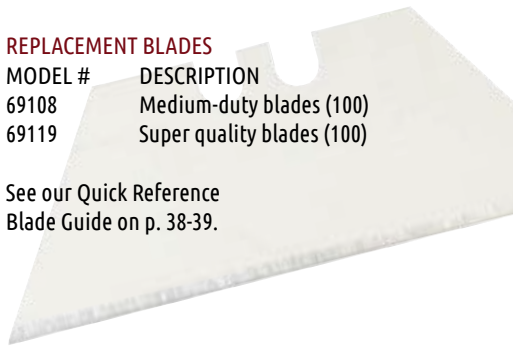 REPLACEMENT BLADES
MODEL # DESCRIPTION
69108 Medium-duty blades (100)
69119 Super quality blades (100)
See our Quick Reference
Blade Guide on p. 38-39.